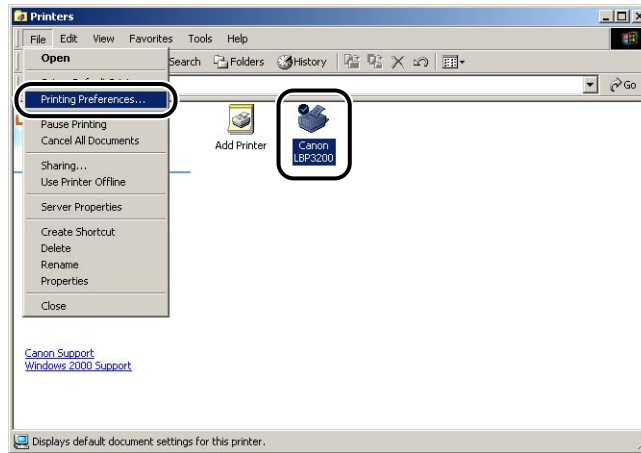 Printers
File Edit View Favorites Tools Help
Search Folders History
Go
Open
Printing Preferences...
Pause Printing
Cancel All Documents
Sharing...
Use Printer Offline
Server Properties
Create Shortcut
Delete
Rename
Properties
Close
Add Printer
Canon
LBP3200
Canon Support
Windows 2000 Support
Displays default document settings for this printer.